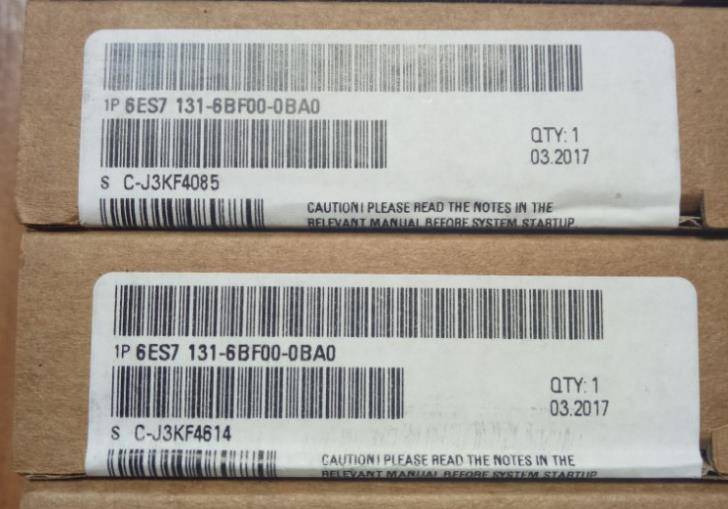 1P 6ES7 131-6BF00-0BA0
QTY: 1
03.2017
S C-J3KF4085
CAUTION! PLEASE READ THE NOTES IN THE
RELEVANT MANUAL BEFORE SYSTEM STARTUP
1P 6ES7 131-6BF00-0BA0
QTY: 1
03.2017
S C-J3KF4614
CAUTION! PLEASE READ THE NOTES IN THE
RELEVANT MANUAL BEFORE SYSTEM STARTUP